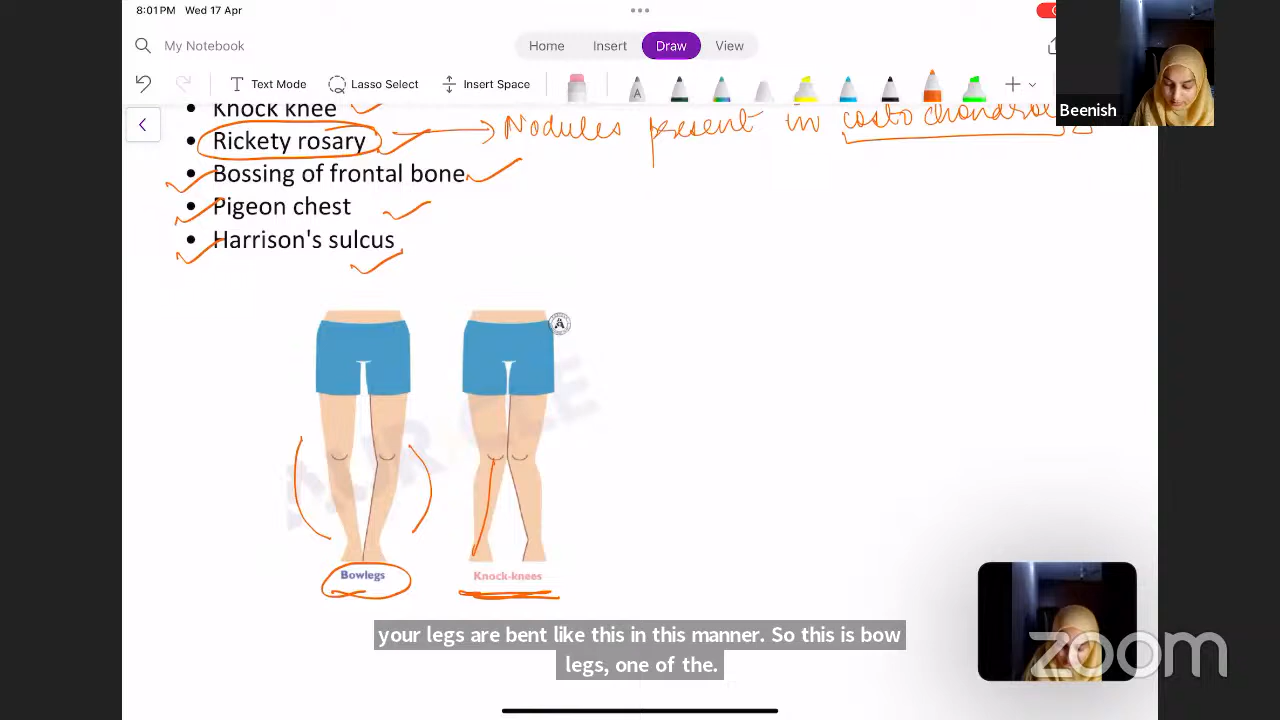 8:01 PM Wed 17 Apr
My Notebook
Home Insert Draw View
Text Mode Lasso Select Insert Space
Beenish
• Knock knee
• Rickety rosary → Nodules present in costo chondral
• Bossing of frontal bone
• Pigeon chest
• Harrison's sulcus
Bowlegs Knock-knees
your legs are bent like this in this manner. So this is bow
legs, one of the.
zoom